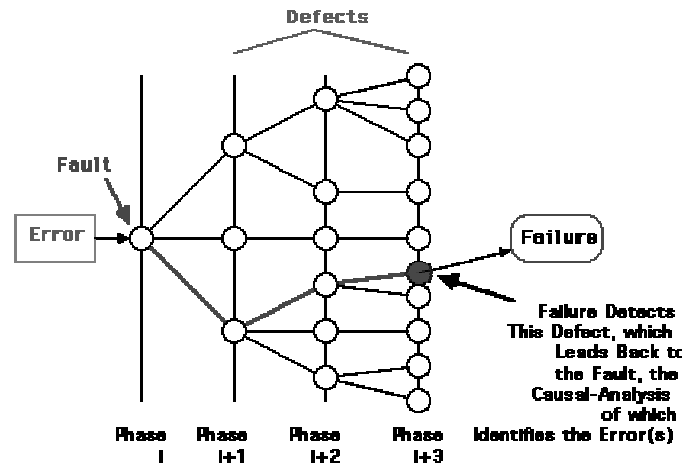 Defects
Fault
Error
Failure
Failure Detects
This Defect, which
Leads Back to
the Fault, the
Causal-Analysis
of which
Identifies the Error(s)
Phase
i
Phase
i+1
Phase
i+2
Phase
i+3